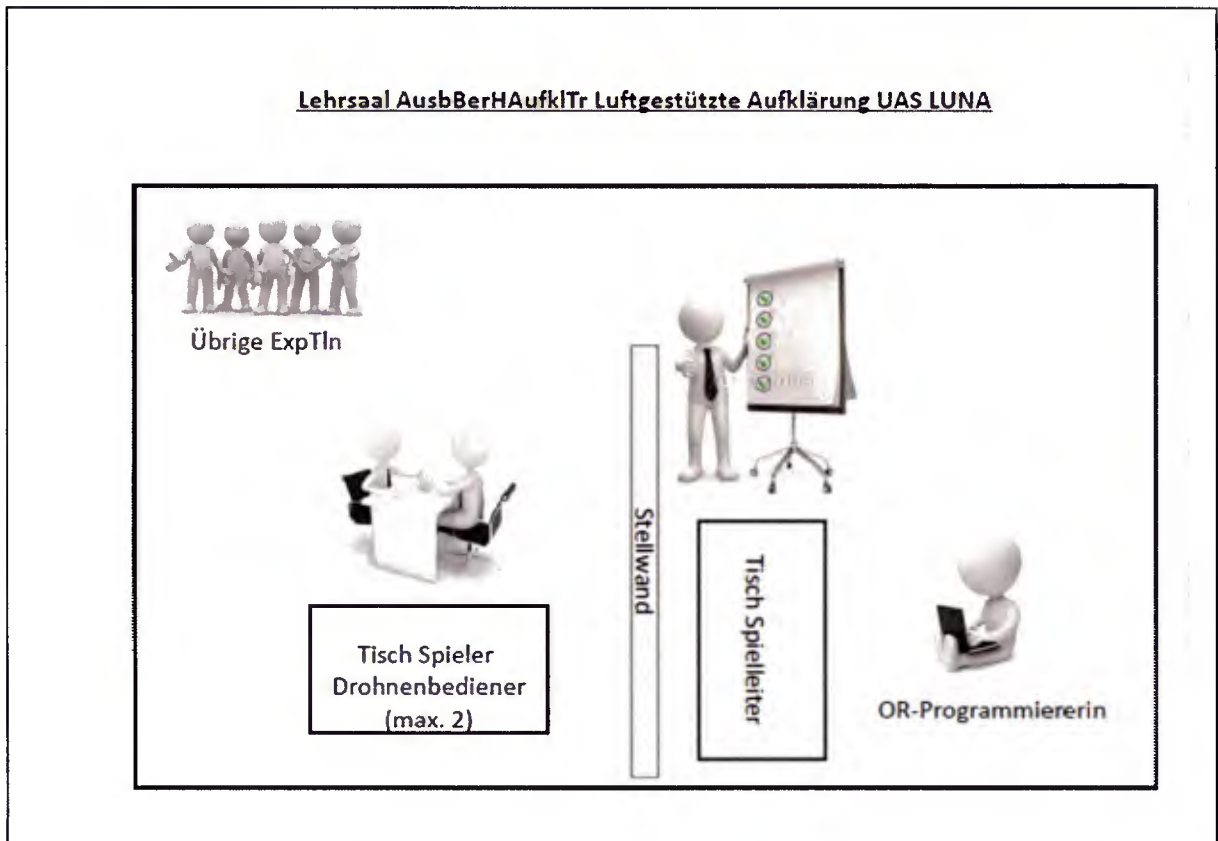 Lehrsaal AusbBerHAufklTr Luftgestützte Aufklärung UAS LUNA
Übrige ExpTln
Stellwand
Tisch Spieler
Drohnenbediener
(max. 2)
Tisch Spielleiter
OR-Programmiererin